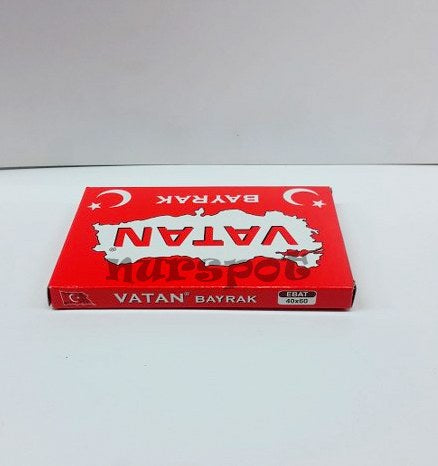 BAYRAK
VATAN®
nurspot
VATAN® BAYRAK
EBAT
40x60